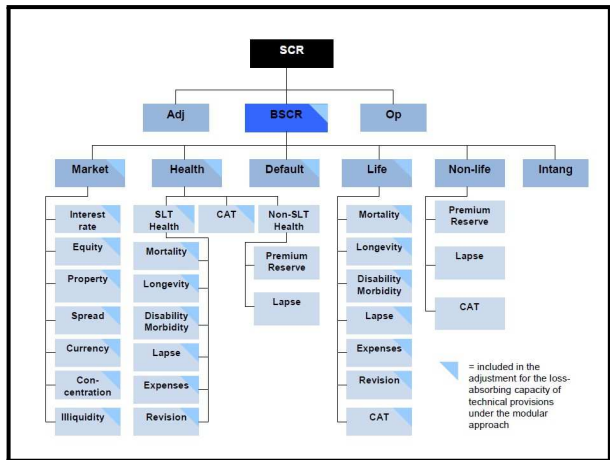 SCR
Adj
BSCR
Op
Market
Health
Default
Life
Non-life
Intang
Interest
rate
Equity
Property
Spread
Currency
Con-
centration
Illiquidity
SLT
Health
Mortality
Longevity
Disability
Morbidity
Lapse
Expenses
Revision
CAT
Non-SLT
Health
Premium
Reserve
Lapse
Mortality
Longevity
Disability
Morbidity
Lapse
Expenses
Revision
CAT
Premium
Reserve
Lapse
CAT
= included in the
adjustment for the loss-
absorbing capacity of
technical provisions
under the modular
approach